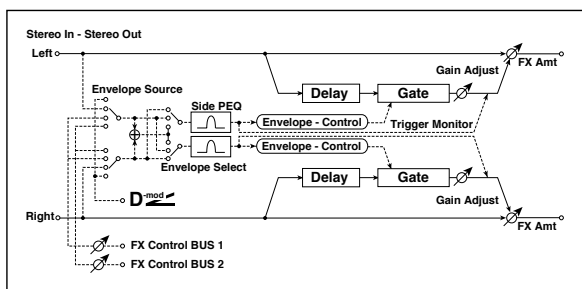 Stereo In - Stereo Out
Left
FX Amt
Envelope Source
Side PEQ
Delay
Gate
Gain Adjust
Envelope - Control
Trigger Monitor
Envelope - Control
Envelope Select
D-mod
Delay
Gate
Gain Adjust
Right
FX Amt
FX Control BUS 1
FX Control BUS 2